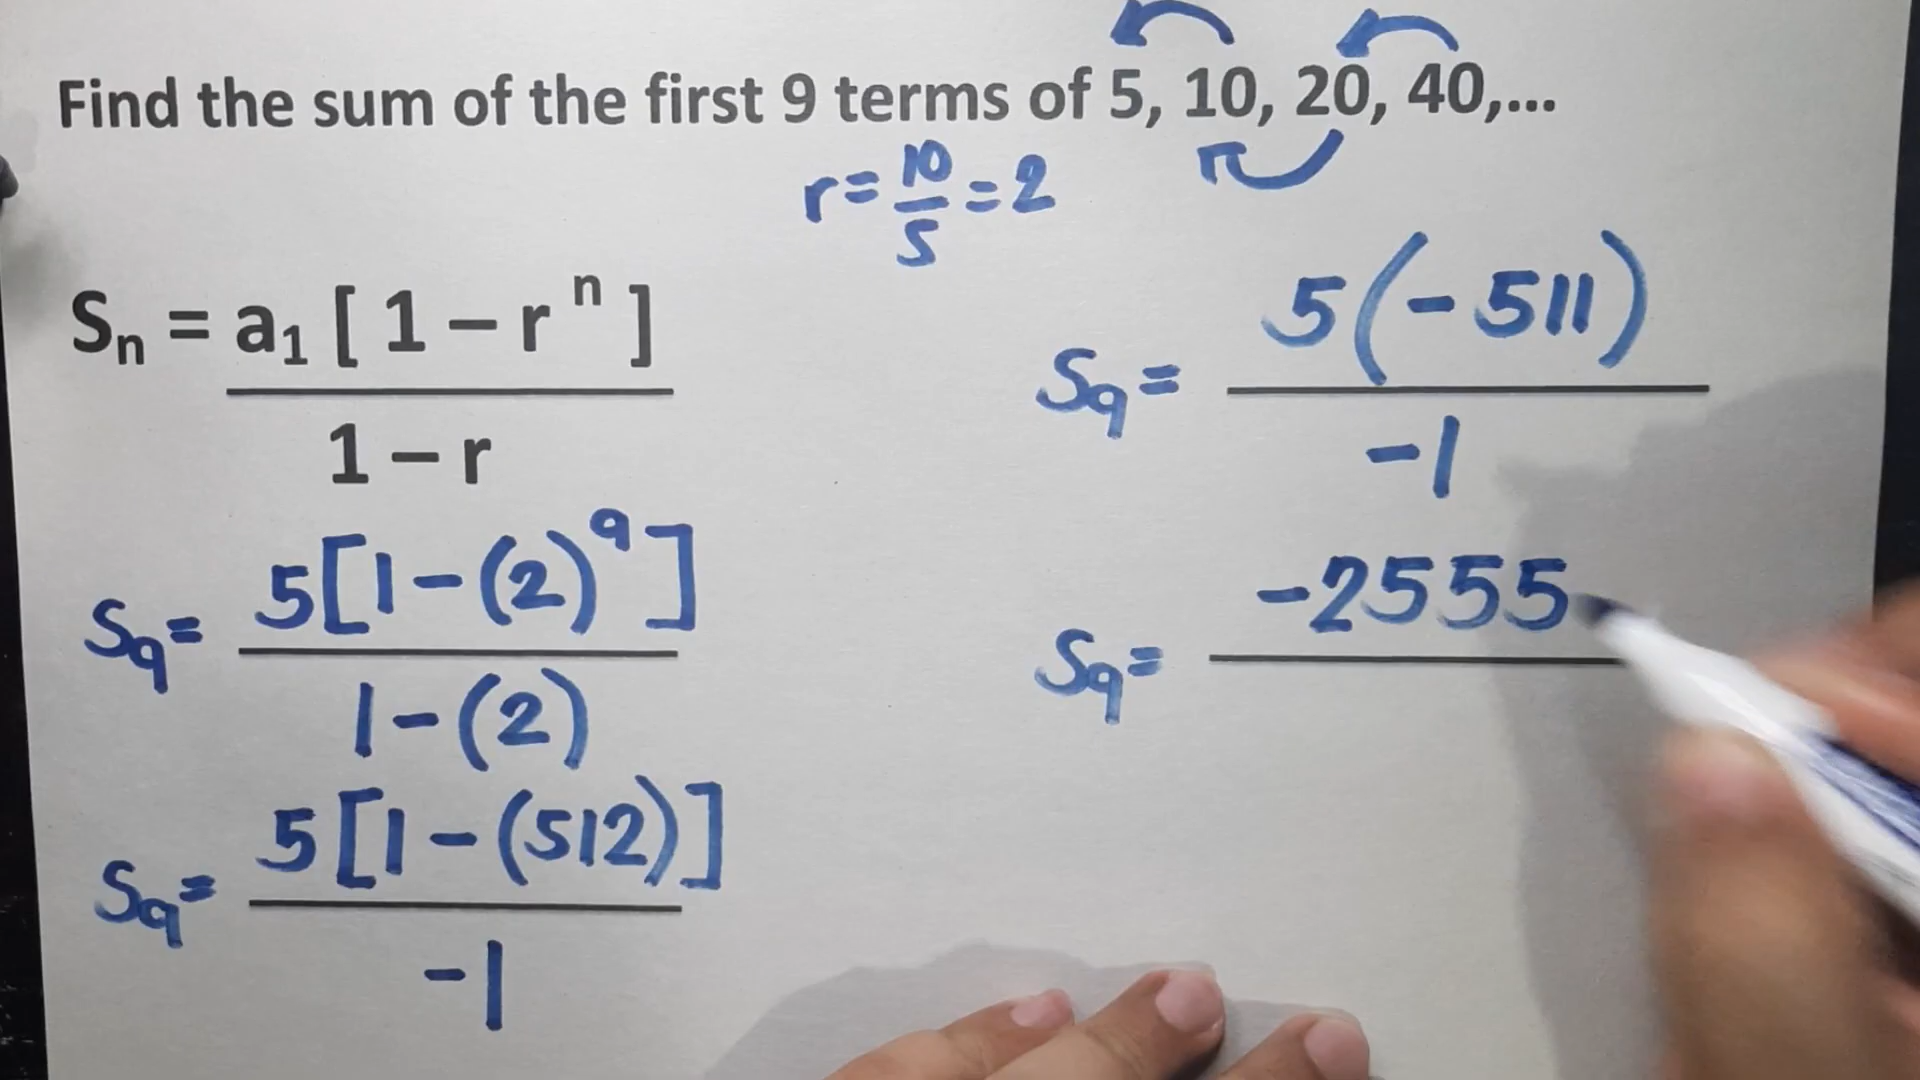 Find the sum of the first 9 terms of 5, 10, 20, 40,...
r = 10/5 = 2
Sn = a1 [ 1 – r^n ]
1 – r
S9 = 5[1-(2)^9]
1-(2)
S9 = 5[1-(512)]
-1
S9 = 5(-511)
-1
S9 = -2555